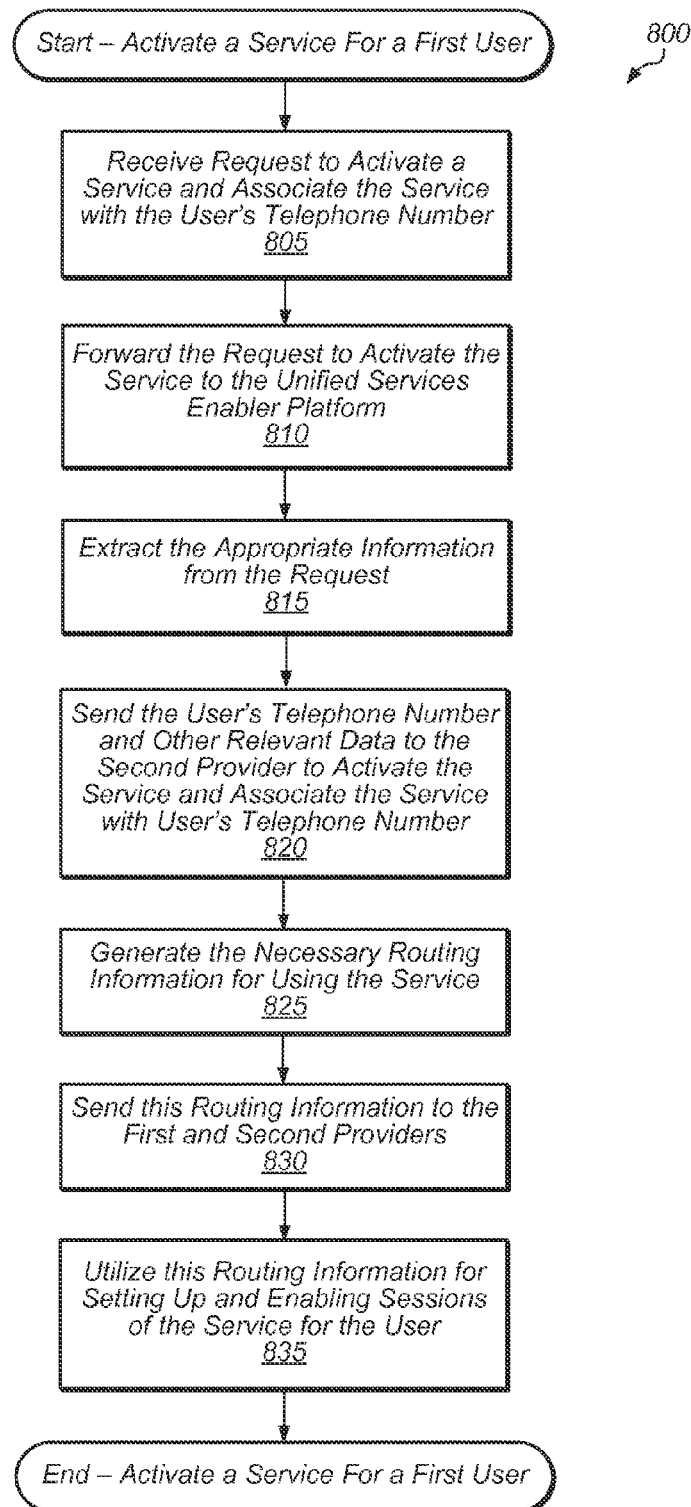 Start – Activate a Service For a First User
800
Receive Request to Activate a
Service and Associate the Service
with the User's Telephone Number
805
Forward the Request to Activate the
Service to the Unified Services
Enabler Platform
810
Extract the Appropriate Information
from the Request
815
Send the User's Telephone Number
and Other Relevant Data to the
Second Provider to Activate the
Service and Associate the Service
with User's Telephone Number
820
Generate the Necessary Routing
Information for Using the Service
825
Send this Routing Information to the
First and Second Providers
830
Utilize this Routing Information for
Setting Up and Enabling Sessions
of the Service for the User
835
End – Activate a Service For a First User